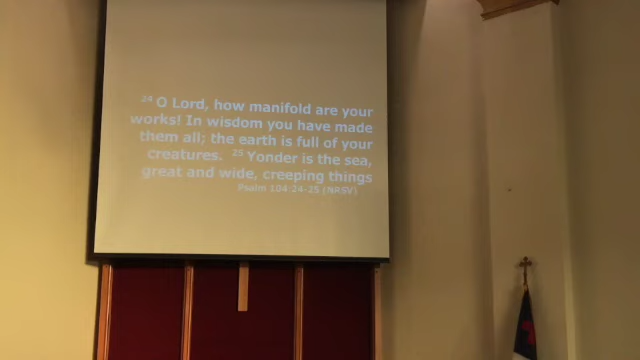 24 O Lord, how manifold are your
works! In wisdom you have made
them all; the earth is full of your
creatures. 25 Yonder is the sea,
great and wide, creeping things
Psalm 104:24-25 (NRSV)